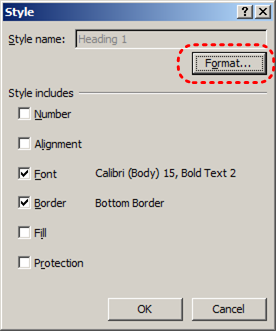 Style
Style name: Heading 1
Format...
Style includes
Number
Alignment
Font Calibri (Body) 15, Bold Text 2
Border Bottom Border
Fill
Protection
OK Cancel